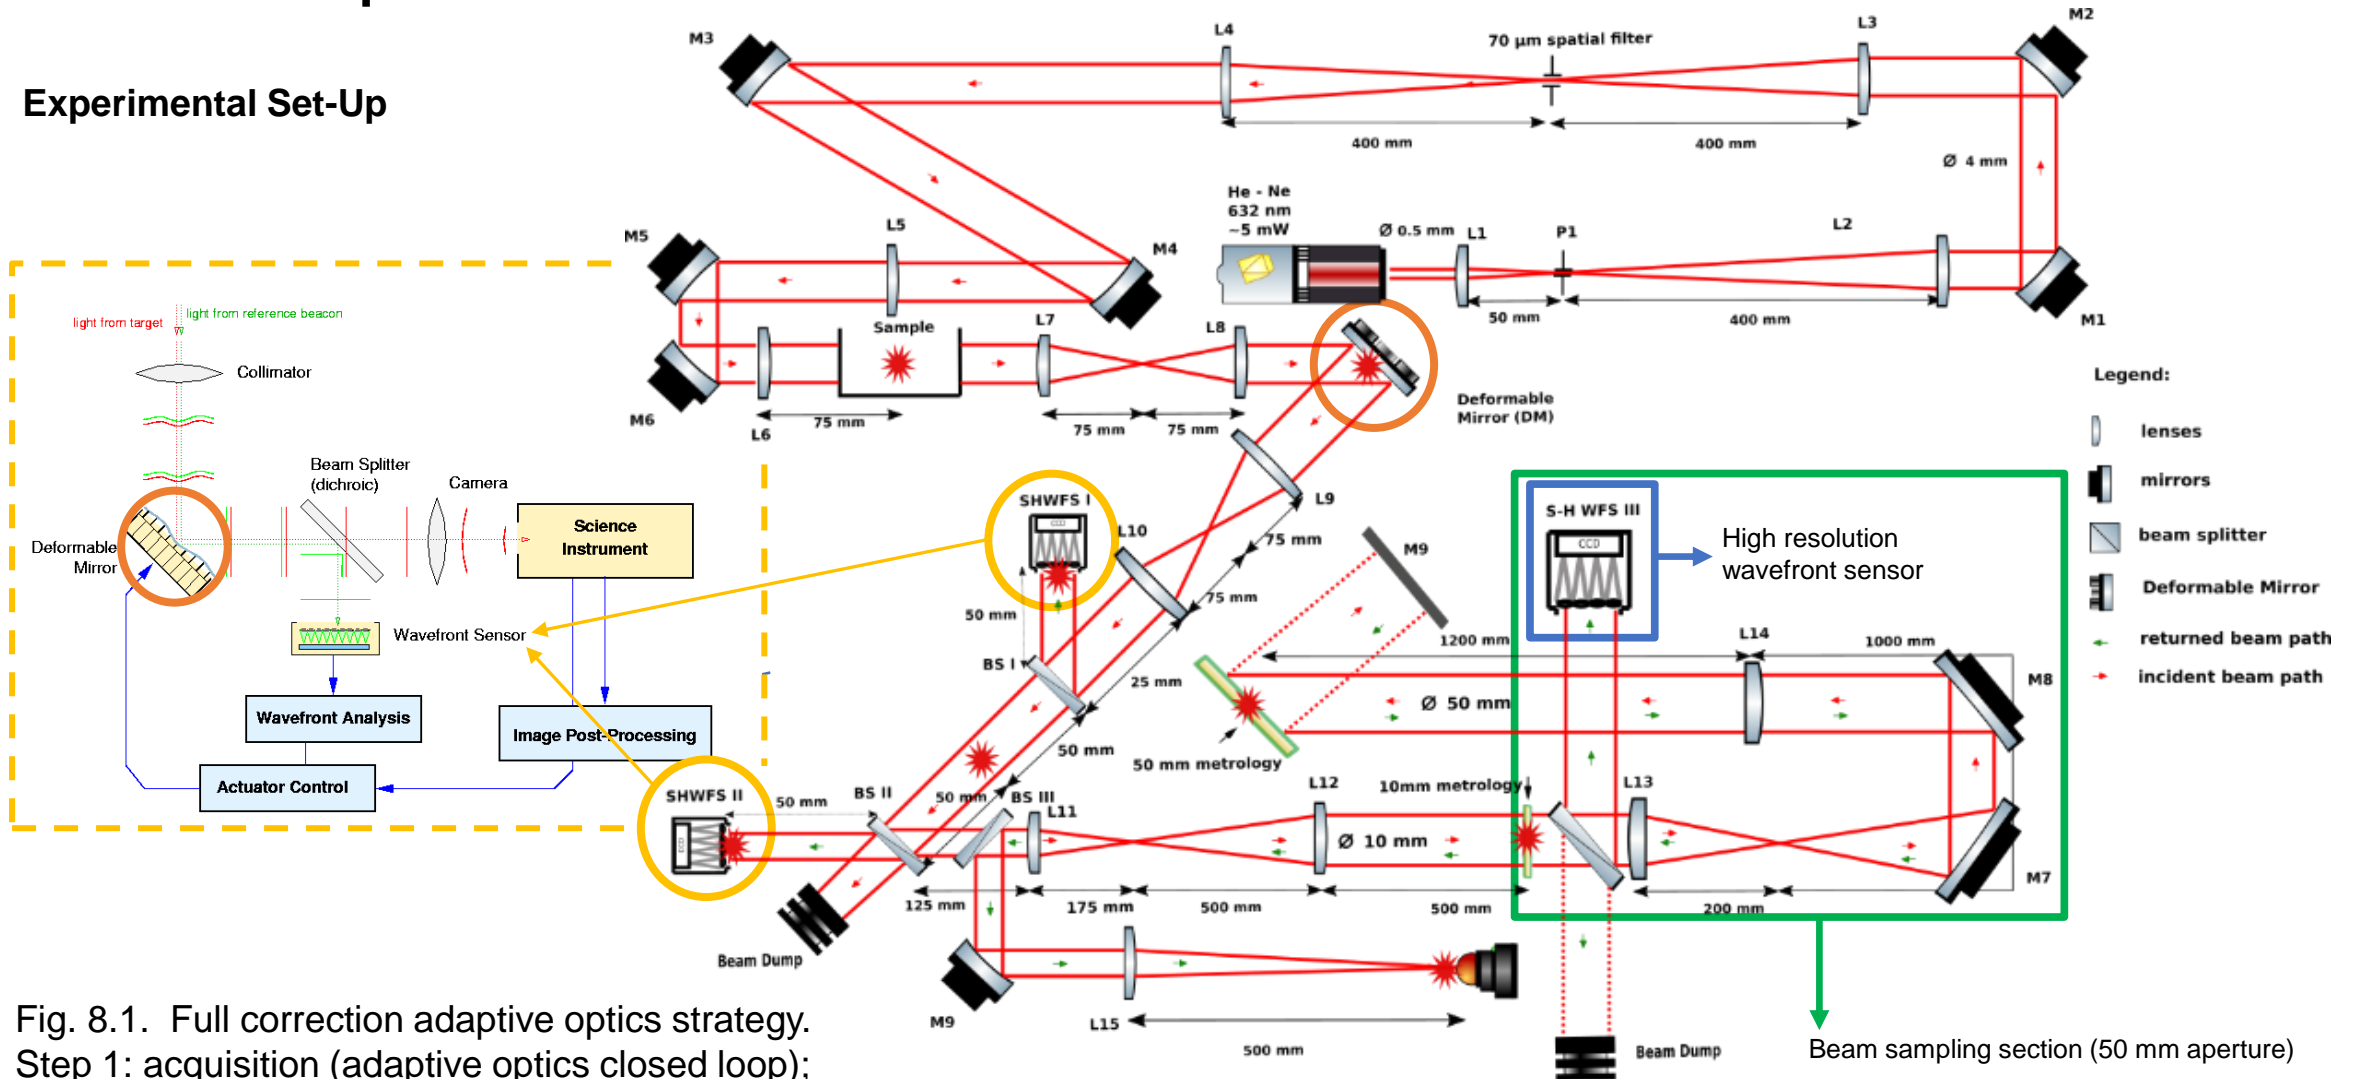 Experimental Set-Up
M3
L4
70 µm spatial filter
L3
M2
400 mm
400 mm
Ø 4 mm
He - Ne
632 nm
~5 mW
Ø 0.5 mm
L1
P1
L2
M5
L5
M4
50 mm
400 mm
M1
Sample
L7
L8
M6
L6
75 mm
75 mm
75 mm
Deformable
Mirror (DM)
Legend:
lenses
mirrors
beam splitter
Deformable Mirror
returned beam path
incident beam path
light from target
light from reference beacon
Collimator
Beam Splitter
(dichroic)
Camera
Deformable
Mirror
Science
Instrument
Wavefront Sensor
Wavefront Analysis
Image Post-Processing
Actuator Control
SHWFS I
CCD
L10
L9
75 mm
75 mm
50 mm
BS I
25 mm
50 mm
M9
S-H WFS III
CCD
High resolution
wavefront sensor
1200 mm
L14
1000 mm
M8
Ø 50 mm
50 mm metrology
SHWFS II
CCD
50 mm
BS II
50 mm
BS III
L11
L12
10mm metrology
L13
Ø 10 mm
M7
125 mm
175 mm
500 mm
500 mm
200 mm
Beam Dump
M9
L15
500 mm
Beam Dump
Beam sampling section (50 mm aperture)
Fig. 8.1. Full correction adaptive optics strategy.
Step 1: acquisition (adaptive optics closed loop);